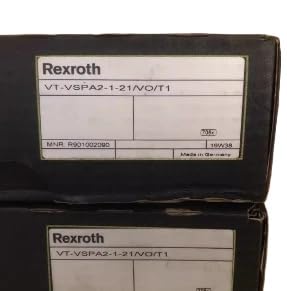 Rexroth
VT-VSPA2-1-21/VO/T1
MNR. R901002090
16W38
Made in Germany
Rexroth
VT-VSPA2-1-21/VO/T1